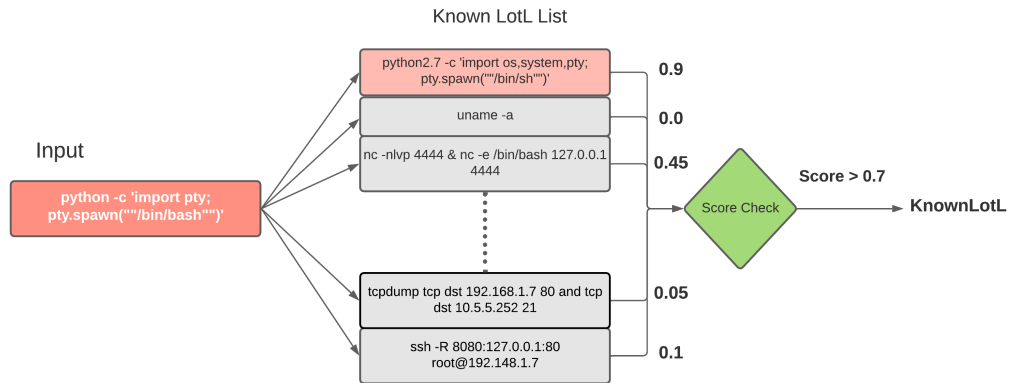 Known LotL List
python2.7 -c 'import os,system,pty;
pty.spawn(""/bin/sh"")'
0.9
uname -a
0.0
nc -nlvp 4444 & nc -e /bin/bash 127.0.0.1
4444
0.45
Input
python -c 'import pty;
pty.spawn(""/bin/bash"")'
Score Check
Score > 0.7
KnownLotL
tcpdump tcp dst 192.168.1.7 80 and tcp
dst 10.5.5.252 21
0.05
ssh -R 8080:127.0.0.1:80
root@192.148.1.7
0.1